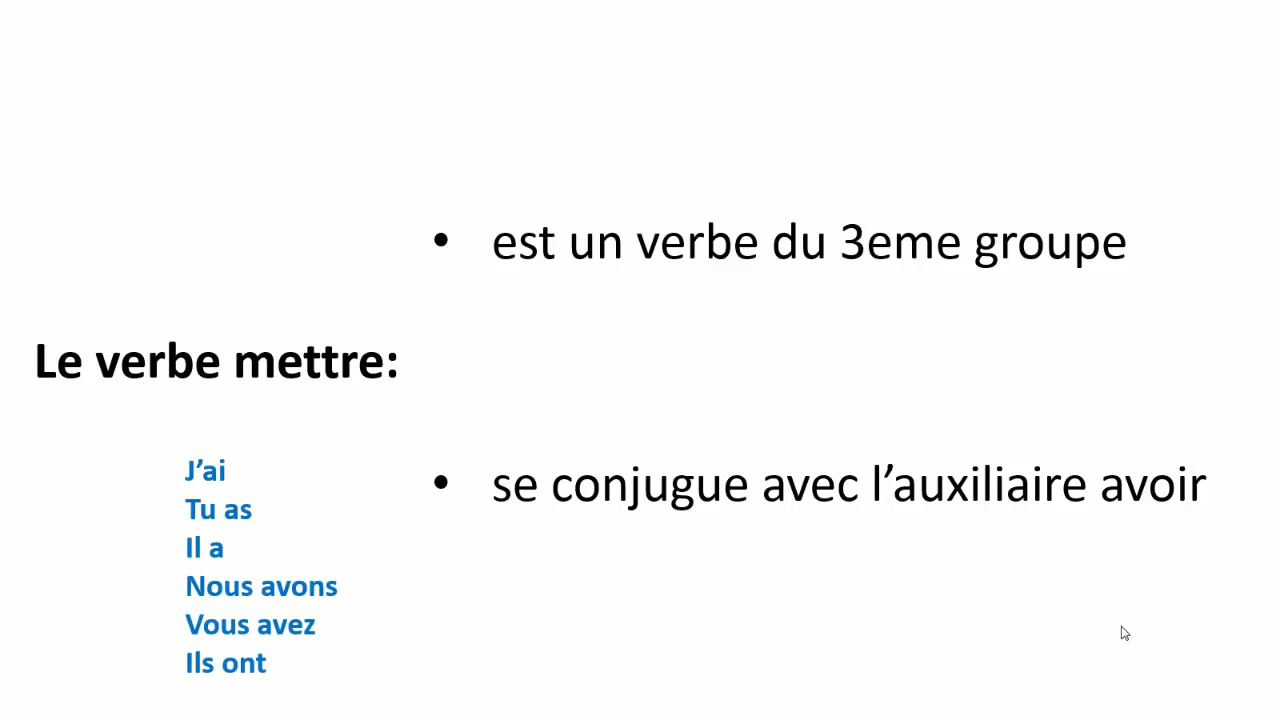 • est un verbe du 3eme groupe
Le verbe mettre:
• se conjugue avec l’auxiliaire avoir
J’ai
Tu as
Il a
Nous avons
Vous avez
Ils ont